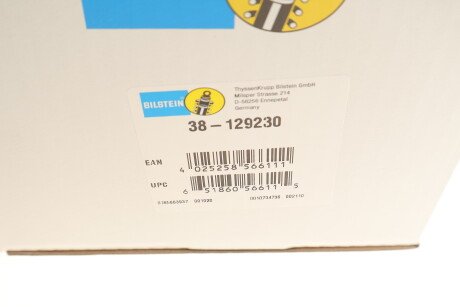 BILSTEIN
ThyssenKrupp Bilstein GmbH
Milsper Strasse 214
D-58256 Ennepetal
Germany
38 – 129230
EAN
4 025258 566111
UPC
6 51860 56611 5